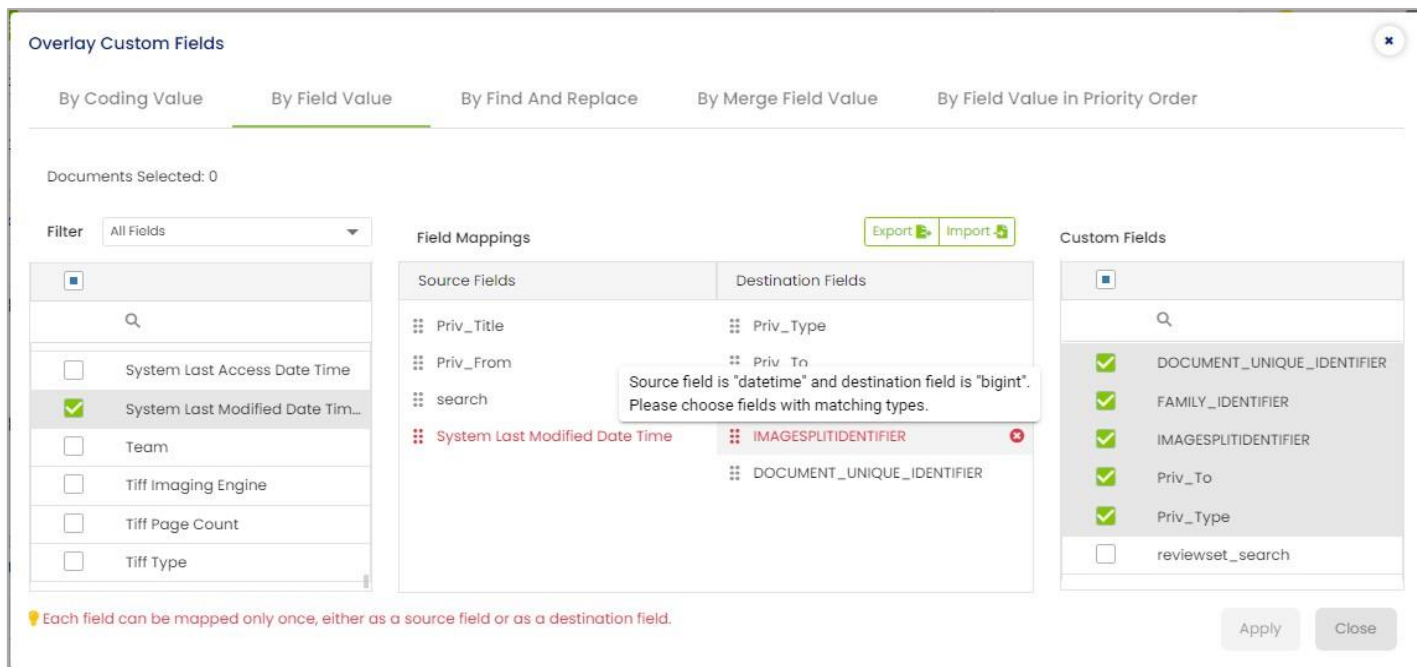 Overlay Custom Fields
By Coding Value
By Field Value
By Find And Replace
By Merge Field Value
By Field Value in Priority Order
Documents Selected: 0
Filter
All Fields
System Last Access Date Time
System Last Modified Date Tim...
Team
Tiff Imaging Engine
Tiff Page Count
Tiff Type
Field Mappings
Export
Import
Source Fields
Destination Fields
Priv_Title
Priv_Type
Priv_From
Priv_To
Source field is "datetime" and destination field is "bigint".
Please choose fields with matching types.
search
System Last Modified Date Time
IMAGESPLITIDENTIFIER
DOCUMENT_UNIQUE_IDENTIFIER
Custom Fields
DOCUMENT_UNIQUE_IDENTIFIER
FAMILY_IDENTIFIER
IMAGESPLITIDENTIFIER
Priv_To
Priv_Type
reviewset_search
Each field can be mapped only once, either as a source field or as a destination field.
Apply
Close